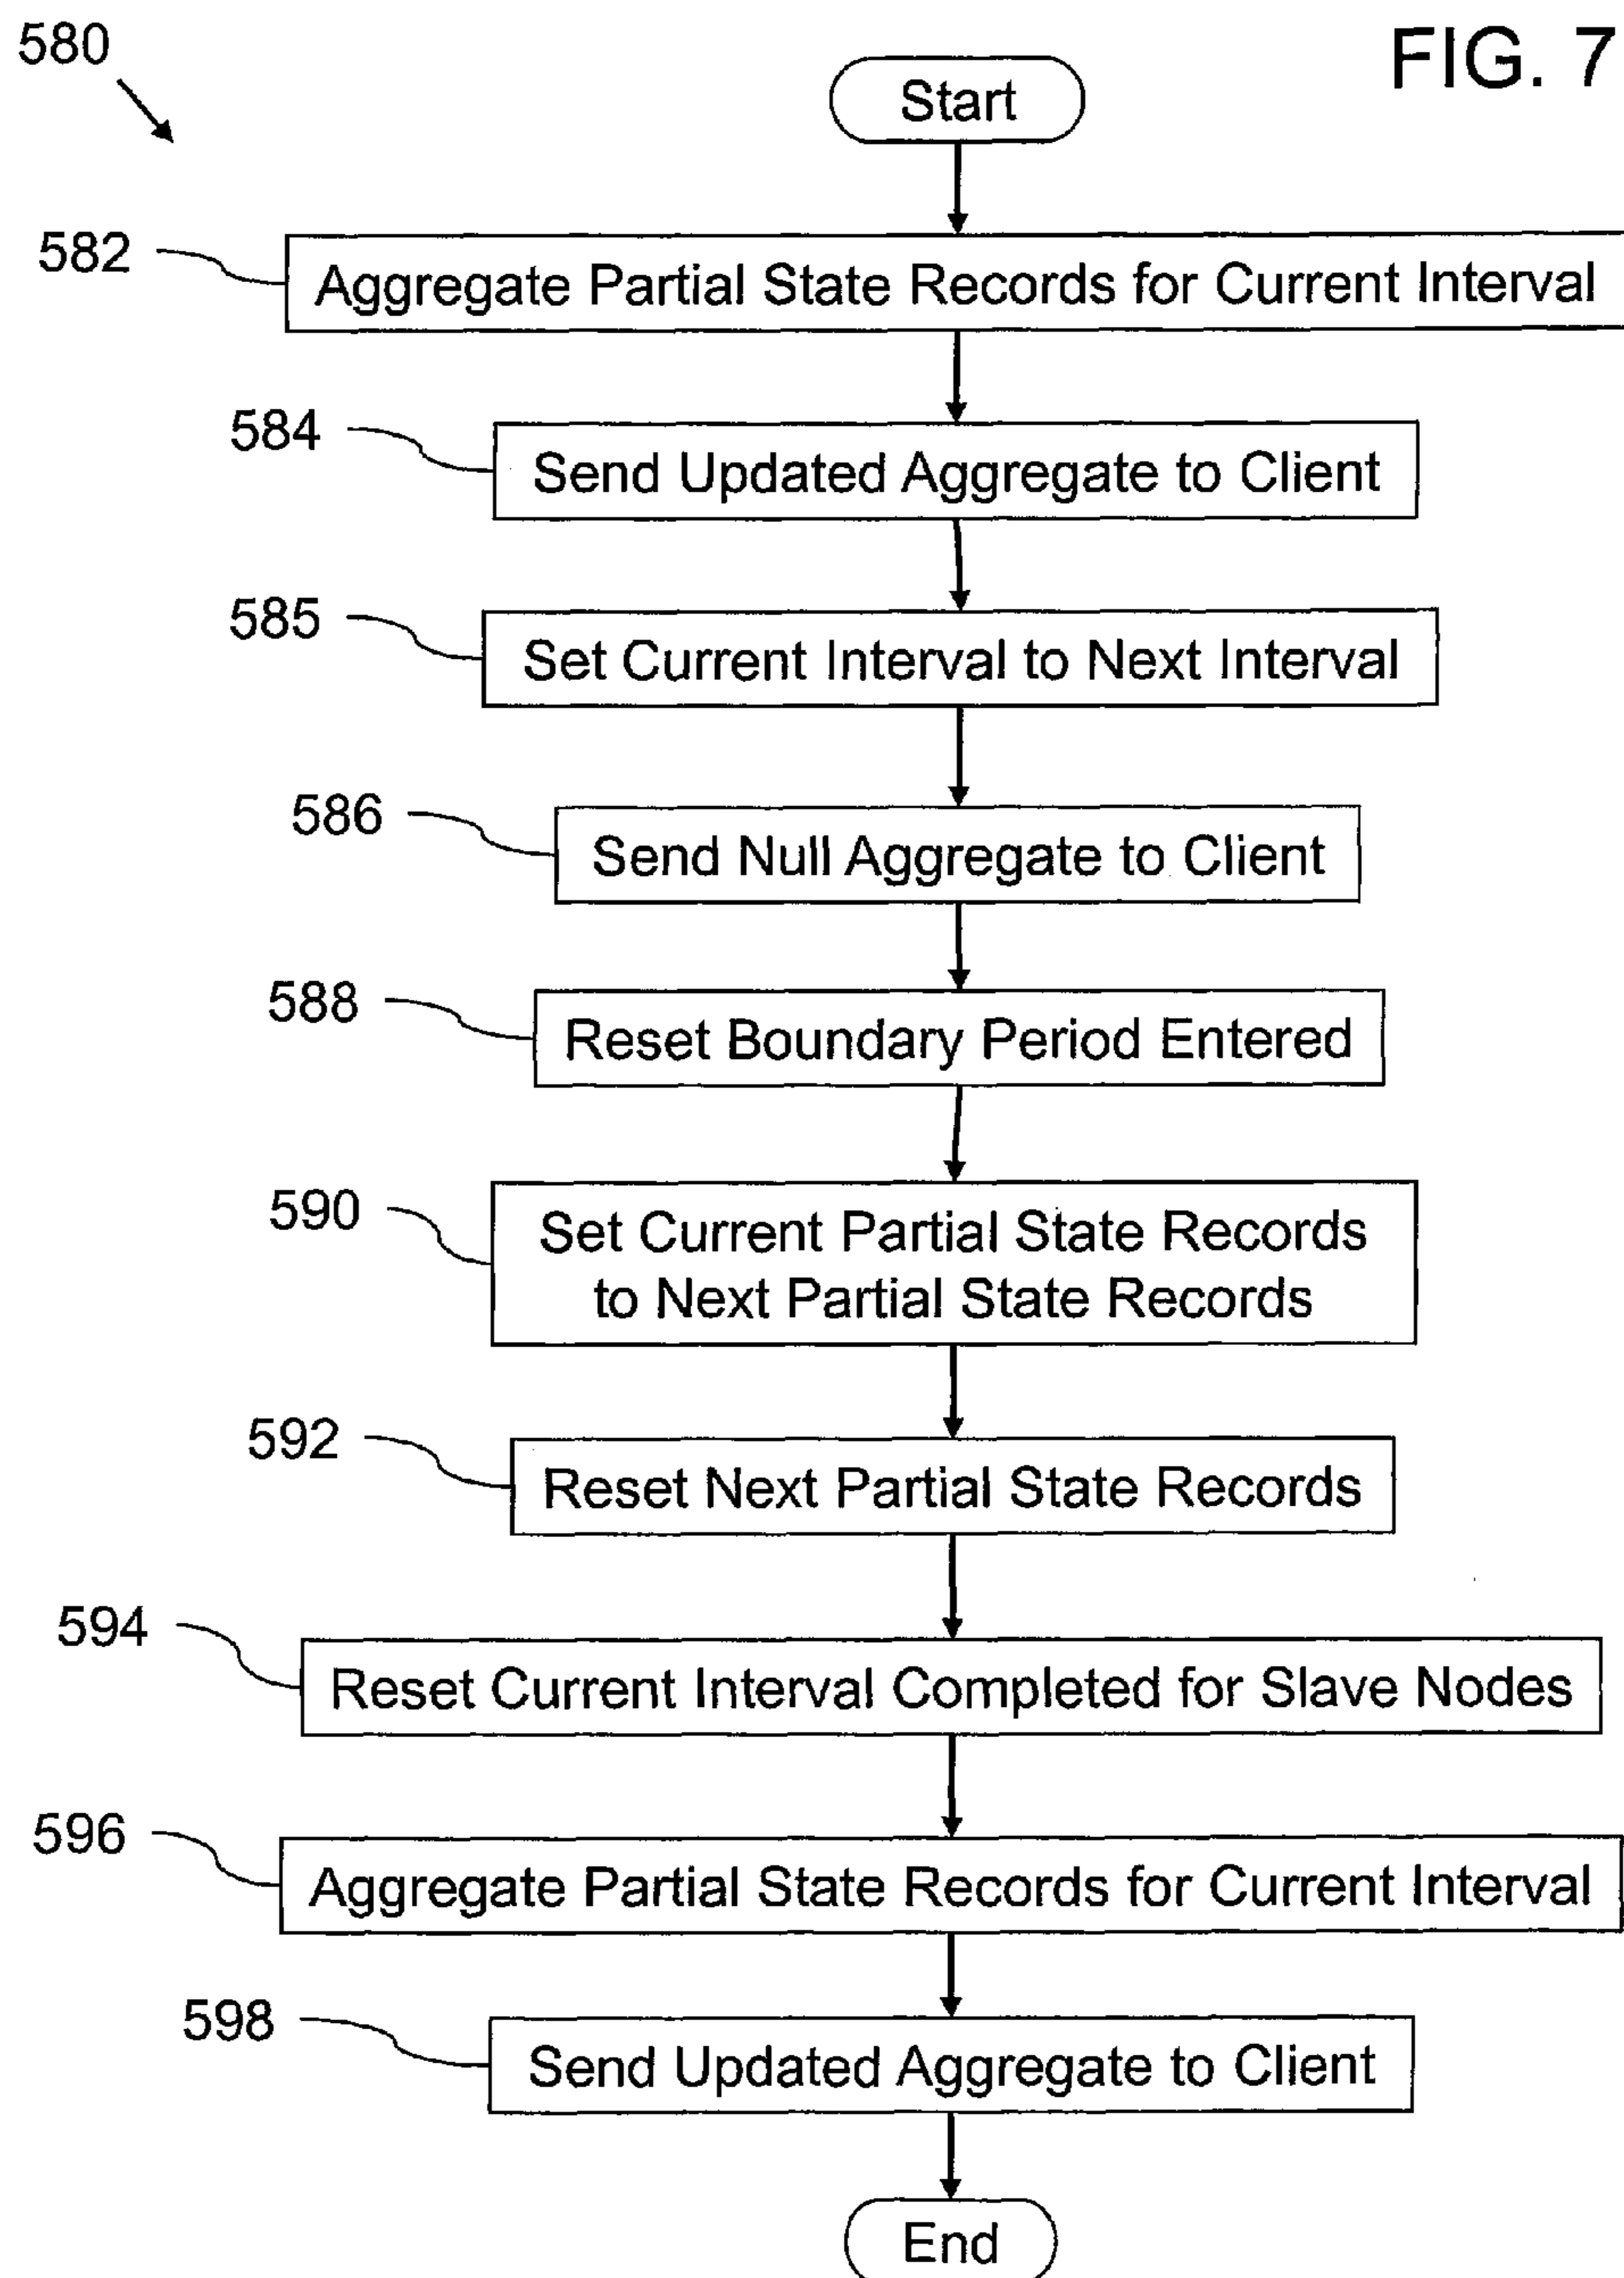 580
FIG. 7
Start
582
Aggregate Partial State Records for Current Interval
584
Send Updated Aggregate to Client
585
Set Current Interval to Next Interval
586
Send Null Aggregate to Client
588
Reset Boundary Period Entered
590
Set Current Partial State Records
to Next Partial State Records
592
Reset Next Partial State Records
594
Reset Current Interval Completed for Slave Nodes
596
Aggregate Partial State Records for Current Interval
598
Send Updated Aggregate to Client
End